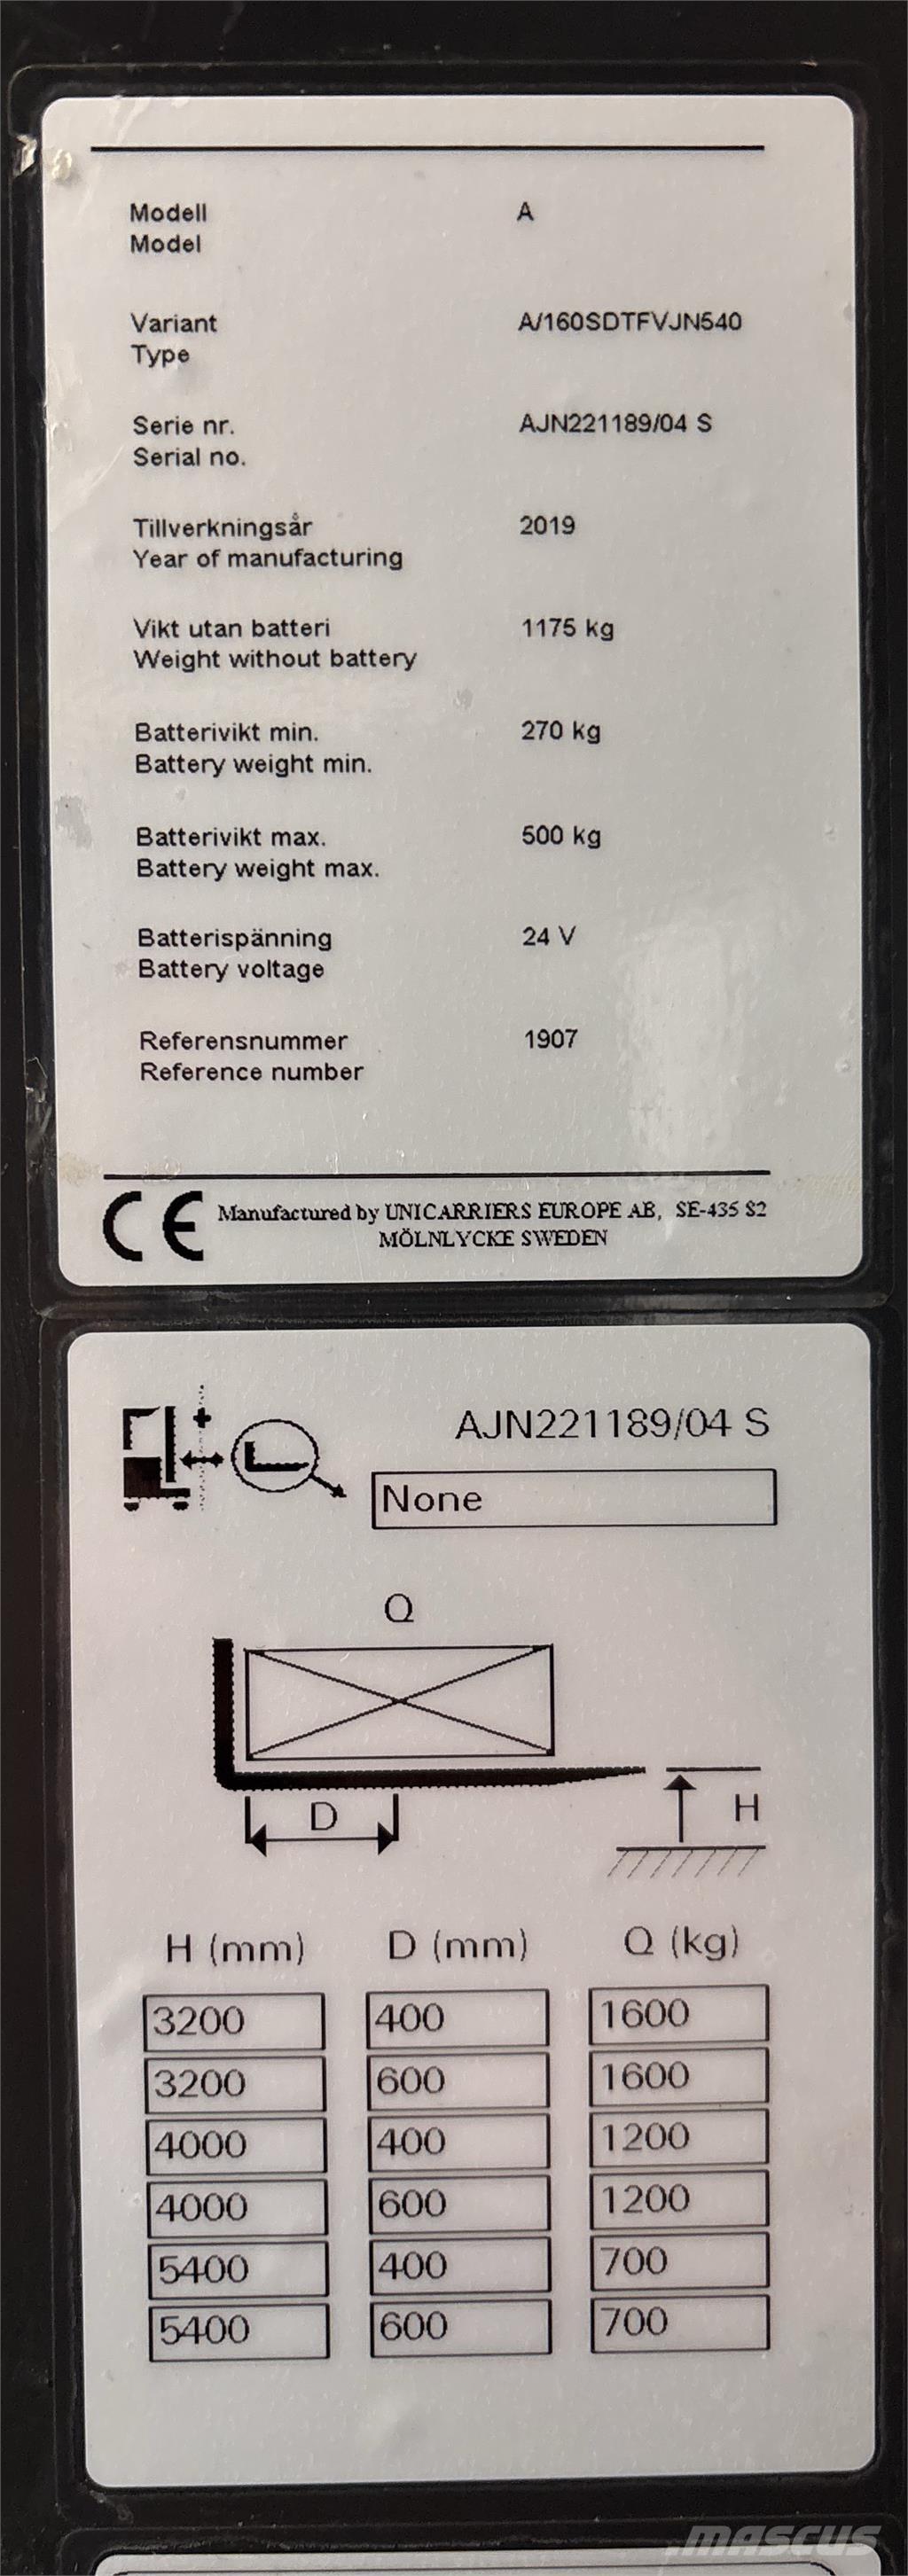 Modell A
Model
Variant A/160SDTFVJN540
Type
Serie nr. AJN221189/04 S
Serial no.
Tillverkningsår 2019
Year of manufacturing
Vikt utan batteri 1175 kg
Weight without battery
Batterivikt min. 270 kg
Battery weight min.
Batterivikt max. 500 kg
Battery weight max.
Batterispänning 24 V
Battery voltage
Referensnummer 1907
Reference number
CE Manufactured by UNICARRIERS EUROPE AB, SE-435 S2
MÖLNLYCKE SWEDEN
AJN221189/04 S
None
Q
D H
H (mm) D (mm) Q (kg)
3200 400 1600
3200 600 1600
4000 400 1200
4000 600 1200
5400 400 700
5400 600 700
mascus